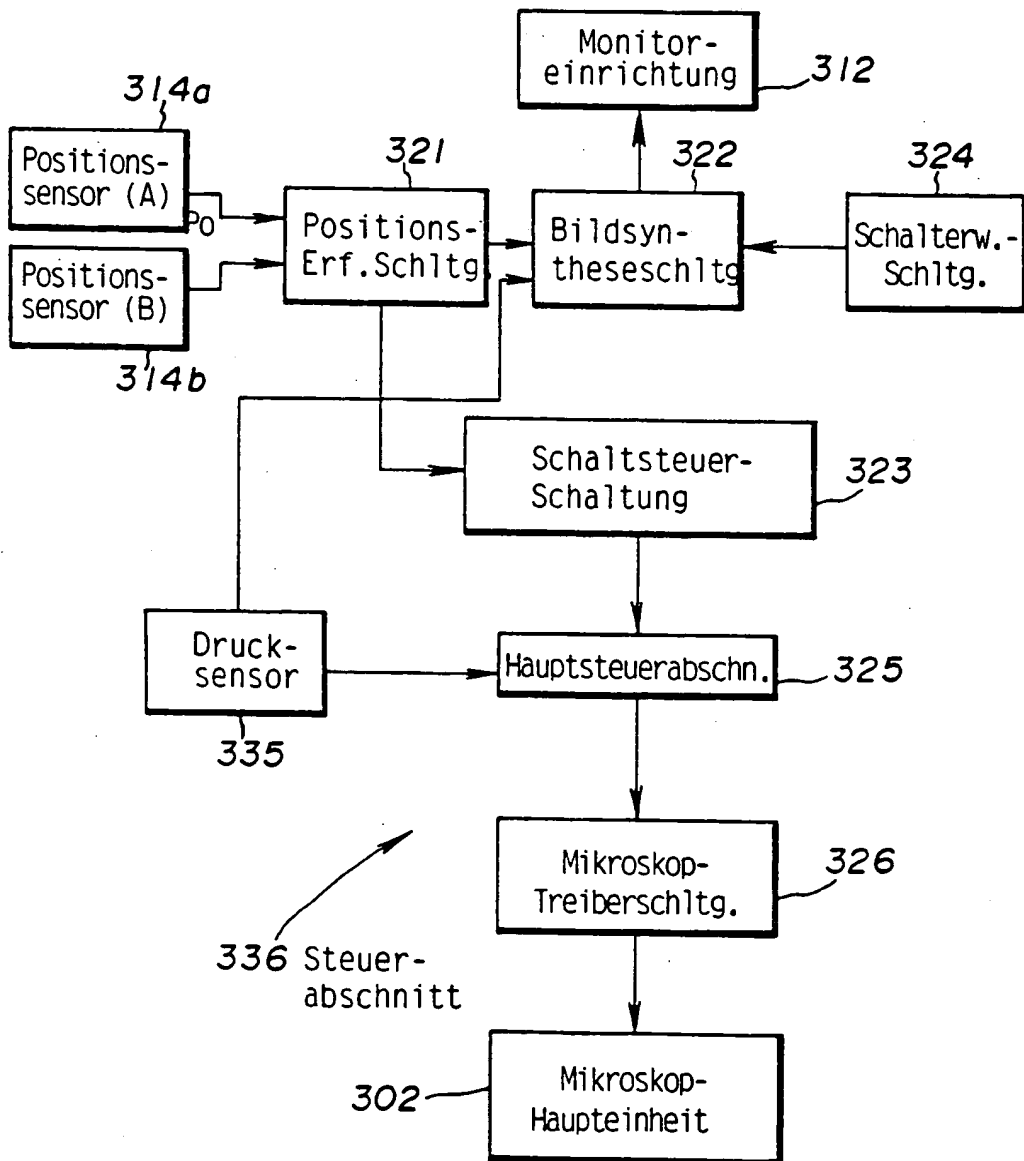 Monitor-
einrichtung
312
314a
Positions-
sensor (A)
PO
321
322
324
Positions-
Erf.Schltg.
Bildsyn-
theseschltg
Schalterw.-
Schltg.
Positions-
sensor (B)
314b
Schaltsteuer-
Schaltung
323
Druck-
sensor
335
Hauptsteuerabschn.
325
Mikroskop-
Treiberschltg.
326
336 Steuer-
abschnitt
Mikroskop-
Haupteinheit
302